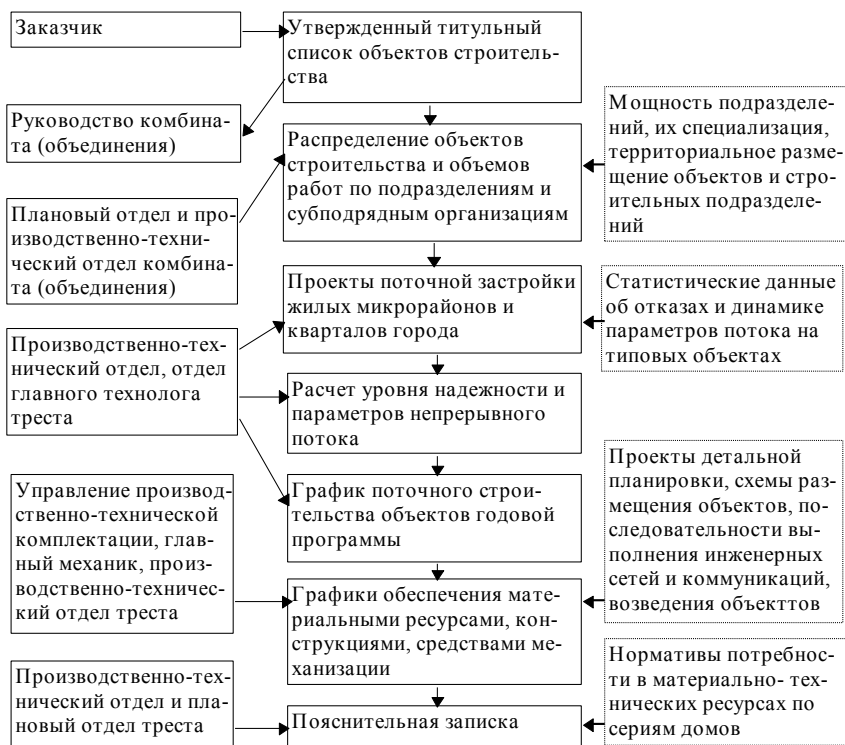 Заказчик
Утвержденный титульный
список объектов строитель-
ства
Руководство комбина-
та (объединения)
Распределение объектов
строительства и объемов
работ по подразделениям и
субподрядным организациям
Мощность подразделе-
ний, их специализация,
территориальное разме-
щение объектов и стро-
ительных подразделе-
ний
Плановый отдел и про-
изводственно-техни-
ческий отдел комбина-
та (объединения)
Проекты поточной застройки
жилых микрорайонов и
кварталов города
Статистические данные
об отказах и динамике
параметров потока на
типовых объектах
Производственно-тех-
нический отдел, отдел
главного технолога
треста
Расчет уровня надежности и
параметров непрерывного
потока
График поточного строи-
тельства объектов годовой
программы
Проекты детальной
планировки, схемы раз-
мещения объектов, по-
следовательности вы-
полнения инженерных
сетей и коммуникаций,
возведения объекттов
Управление производ-
ственно-технической
комплектации, глав-
ный механик, произ-
водственно-техничес-
кий отдел треста
Графики обеспечения мате-
риальными ресурсами, кон-
струкциями, средствами ме-
ханизации
Производственно-тех-
нический отдел и пла-
новый отдел треста
Пояснительная записка
Нормативы потребнос-
ти в материально- тех-
нических ресурсах по
сериям домов